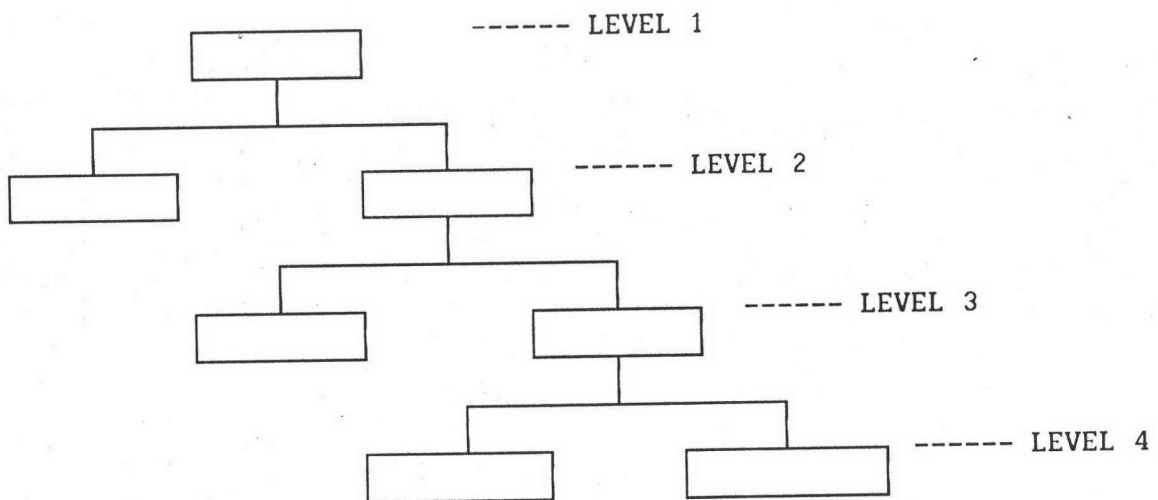 ------ LEVEL 1
------ LEVEL 2
------ LEVEL 3
------ LEVEL 4